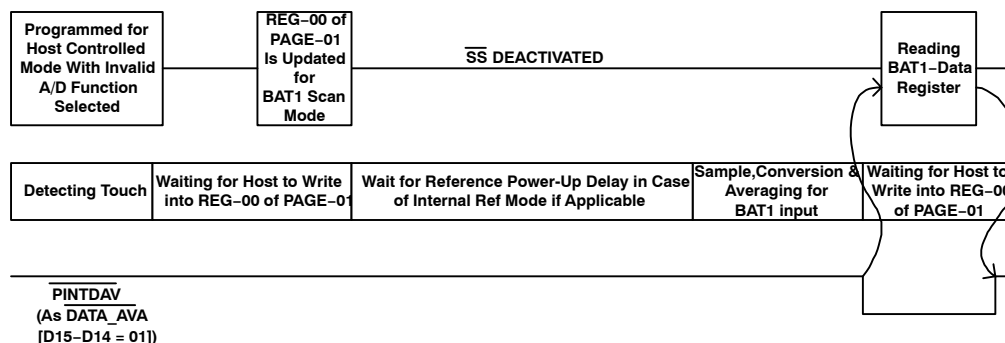 Programmed for
Host Controlled
Mode With Invalid
A/D Function
Selected
REG−00 of
PAGE−01
Is Updated
for
BAT1 Scan
Mode
SS DEACTIVATED
Reading
BAT1−Data
Register
Detecting Touch
Waiting for Host to Write
into REG−00 of PAGE−01
Wait for Reference Power-Up Delay in Case
of Internal Ref Mode if Applicable
Sample,Conversion &
Averaging for
BAT1 input
Waiting for Host to
Write into REG−00
of PAGE−01
PINTDAV
(As DATA_AVA
[D15−D14 = 01])